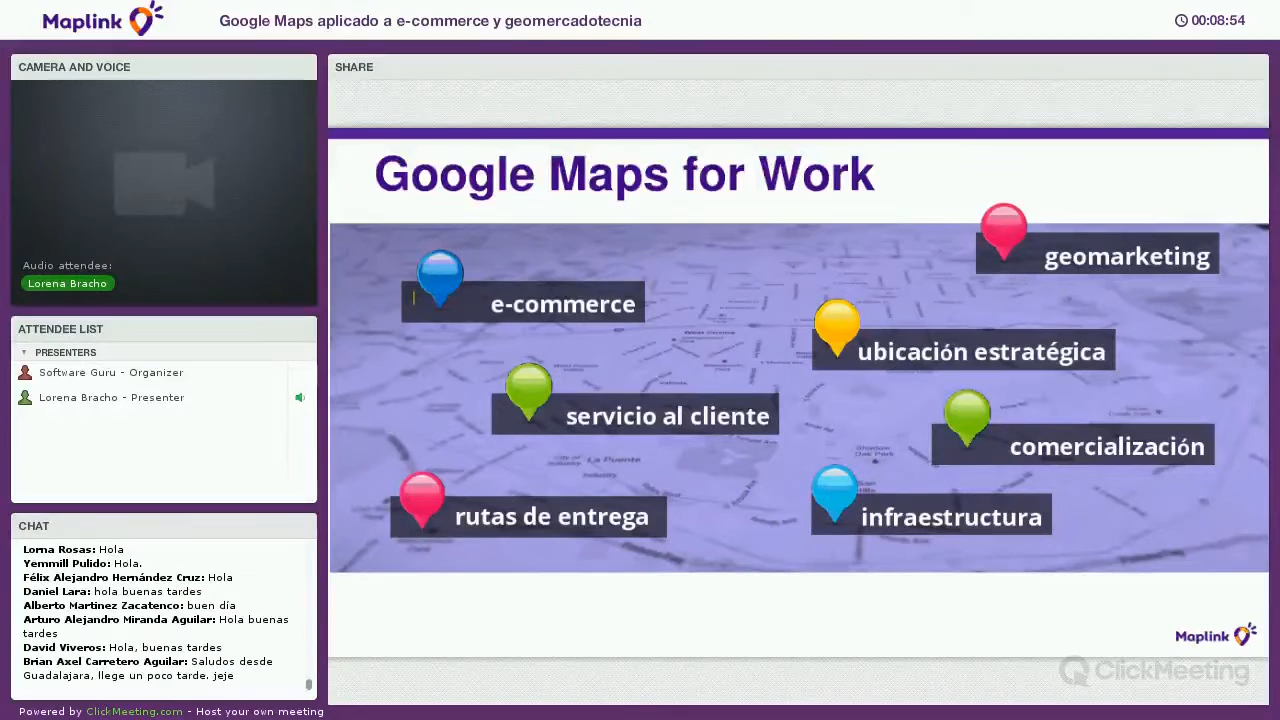 Maplink
Google Maps aplicado a e-commerce y geomercadotecnia
00:08:54
CAMERA AND VOICE
Audio attendee:
Lorena Bracho
ATTENDEE LIST
PRESENTERS
Software Guru - Organizer
Lorena Bracho - Presenter
CHAT
Lorna Rosas: Hola
Yemmill Pulido: Hola.
Félix Alejandro Hernández Cruz: Hola
Daniel Lara: hola buenas tardes
Alberto Martinez Zacatenco: buen día
Arturo Alejandro Miranda Aguilar: Hola buenas
tardes
David Viveros: Hola, buenas tardes
Brian Axel Carretero Aguilar: Saludos desde
Guadalajara, llege un poco tarde. jeje
Powered by ClickMeeting.com - Host your own meeting
SHARE
Google Maps for Work
geomarketing
e-commerce
ubicación estratégica
servicio al cliente
comercialización
rutas de entrega
infraestructura
La Puente
Maplink
ClickMeeting